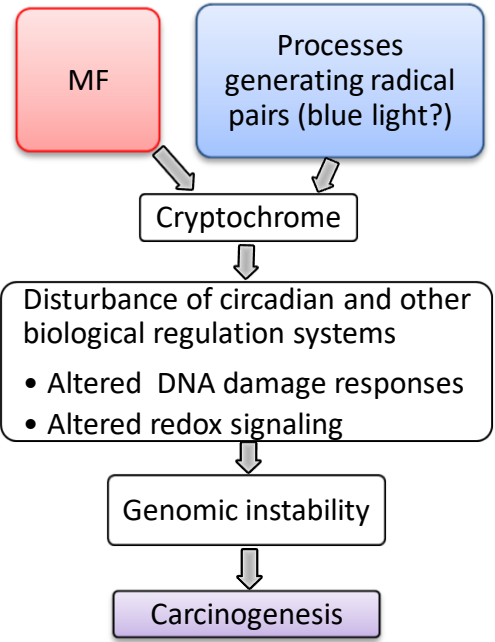 MF
Processes
generating radical
pairs (blue light?)
Cryptochrome
Disturbance of circadian and other
biological regulation systems
• Altered DNA damage responses
• Altered redox signaling
Genomic instability
Carcinogenesis